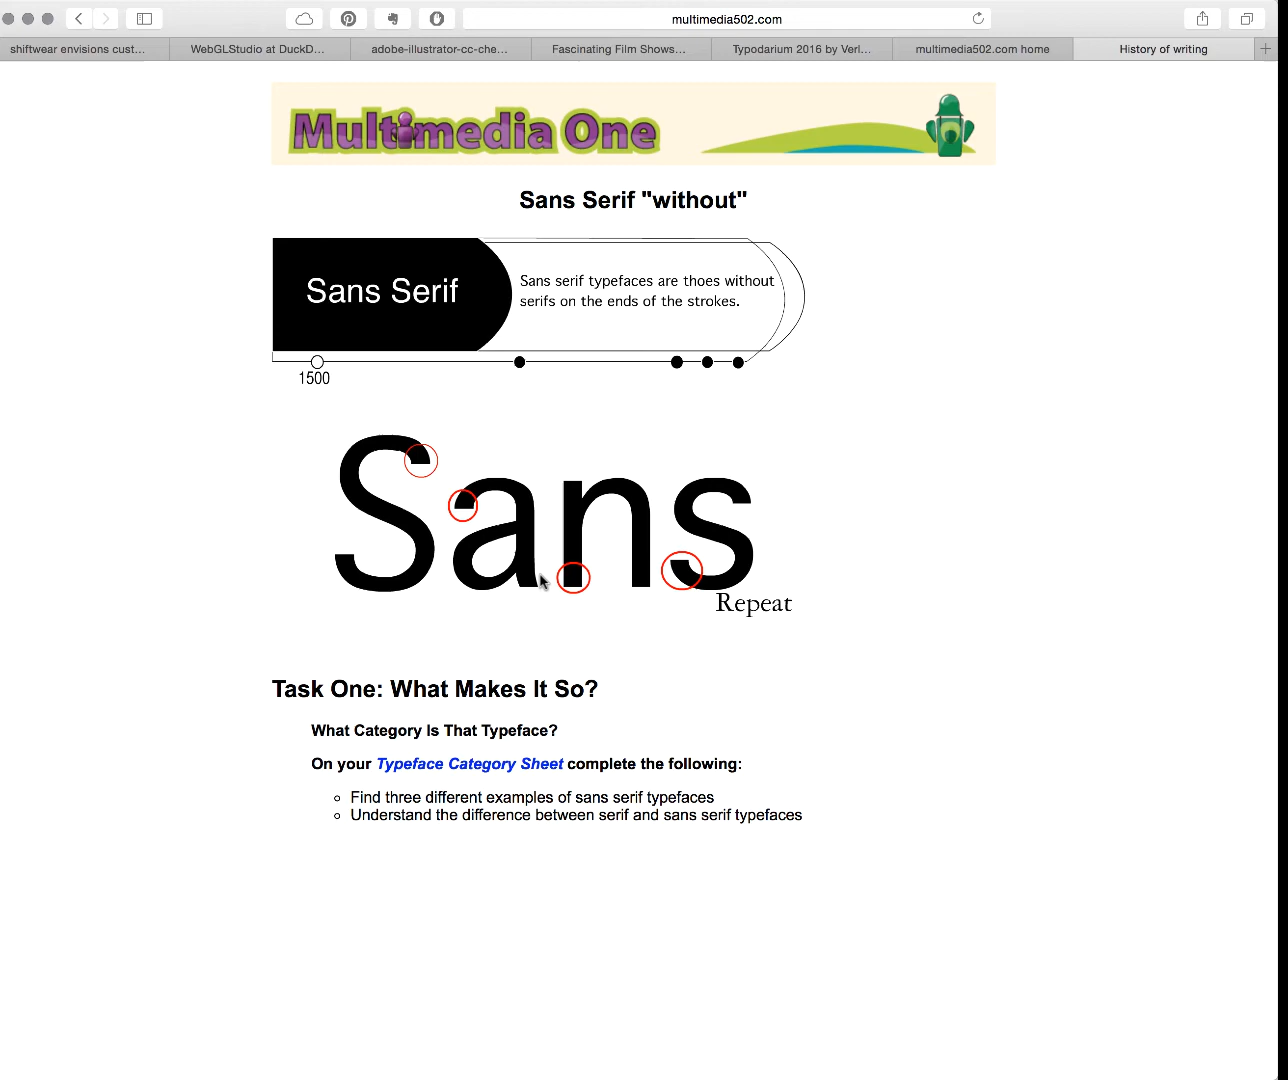 multimedia502.com
shiftwear envisions cust...
WebGLStudio at DuckD...
adobe-illustrator-cc-che...
Fascinating Film Shows...
Typodarium 2016 by Verl...
multimedia502.com home
History of writing
Multimedia One
Sans Serif "without"
Sans Serif
Sans serif typefaces are thoes without
serifs on the ends of the strokes.
1500
Sans
Repeat
Task One: What Makes It So?
What Category Is That Typeface?
On your Typeface Category Sheet complete the following:
Find three different examples of sans serif typefaces
Understand the difference between serif and sans serif typefaces